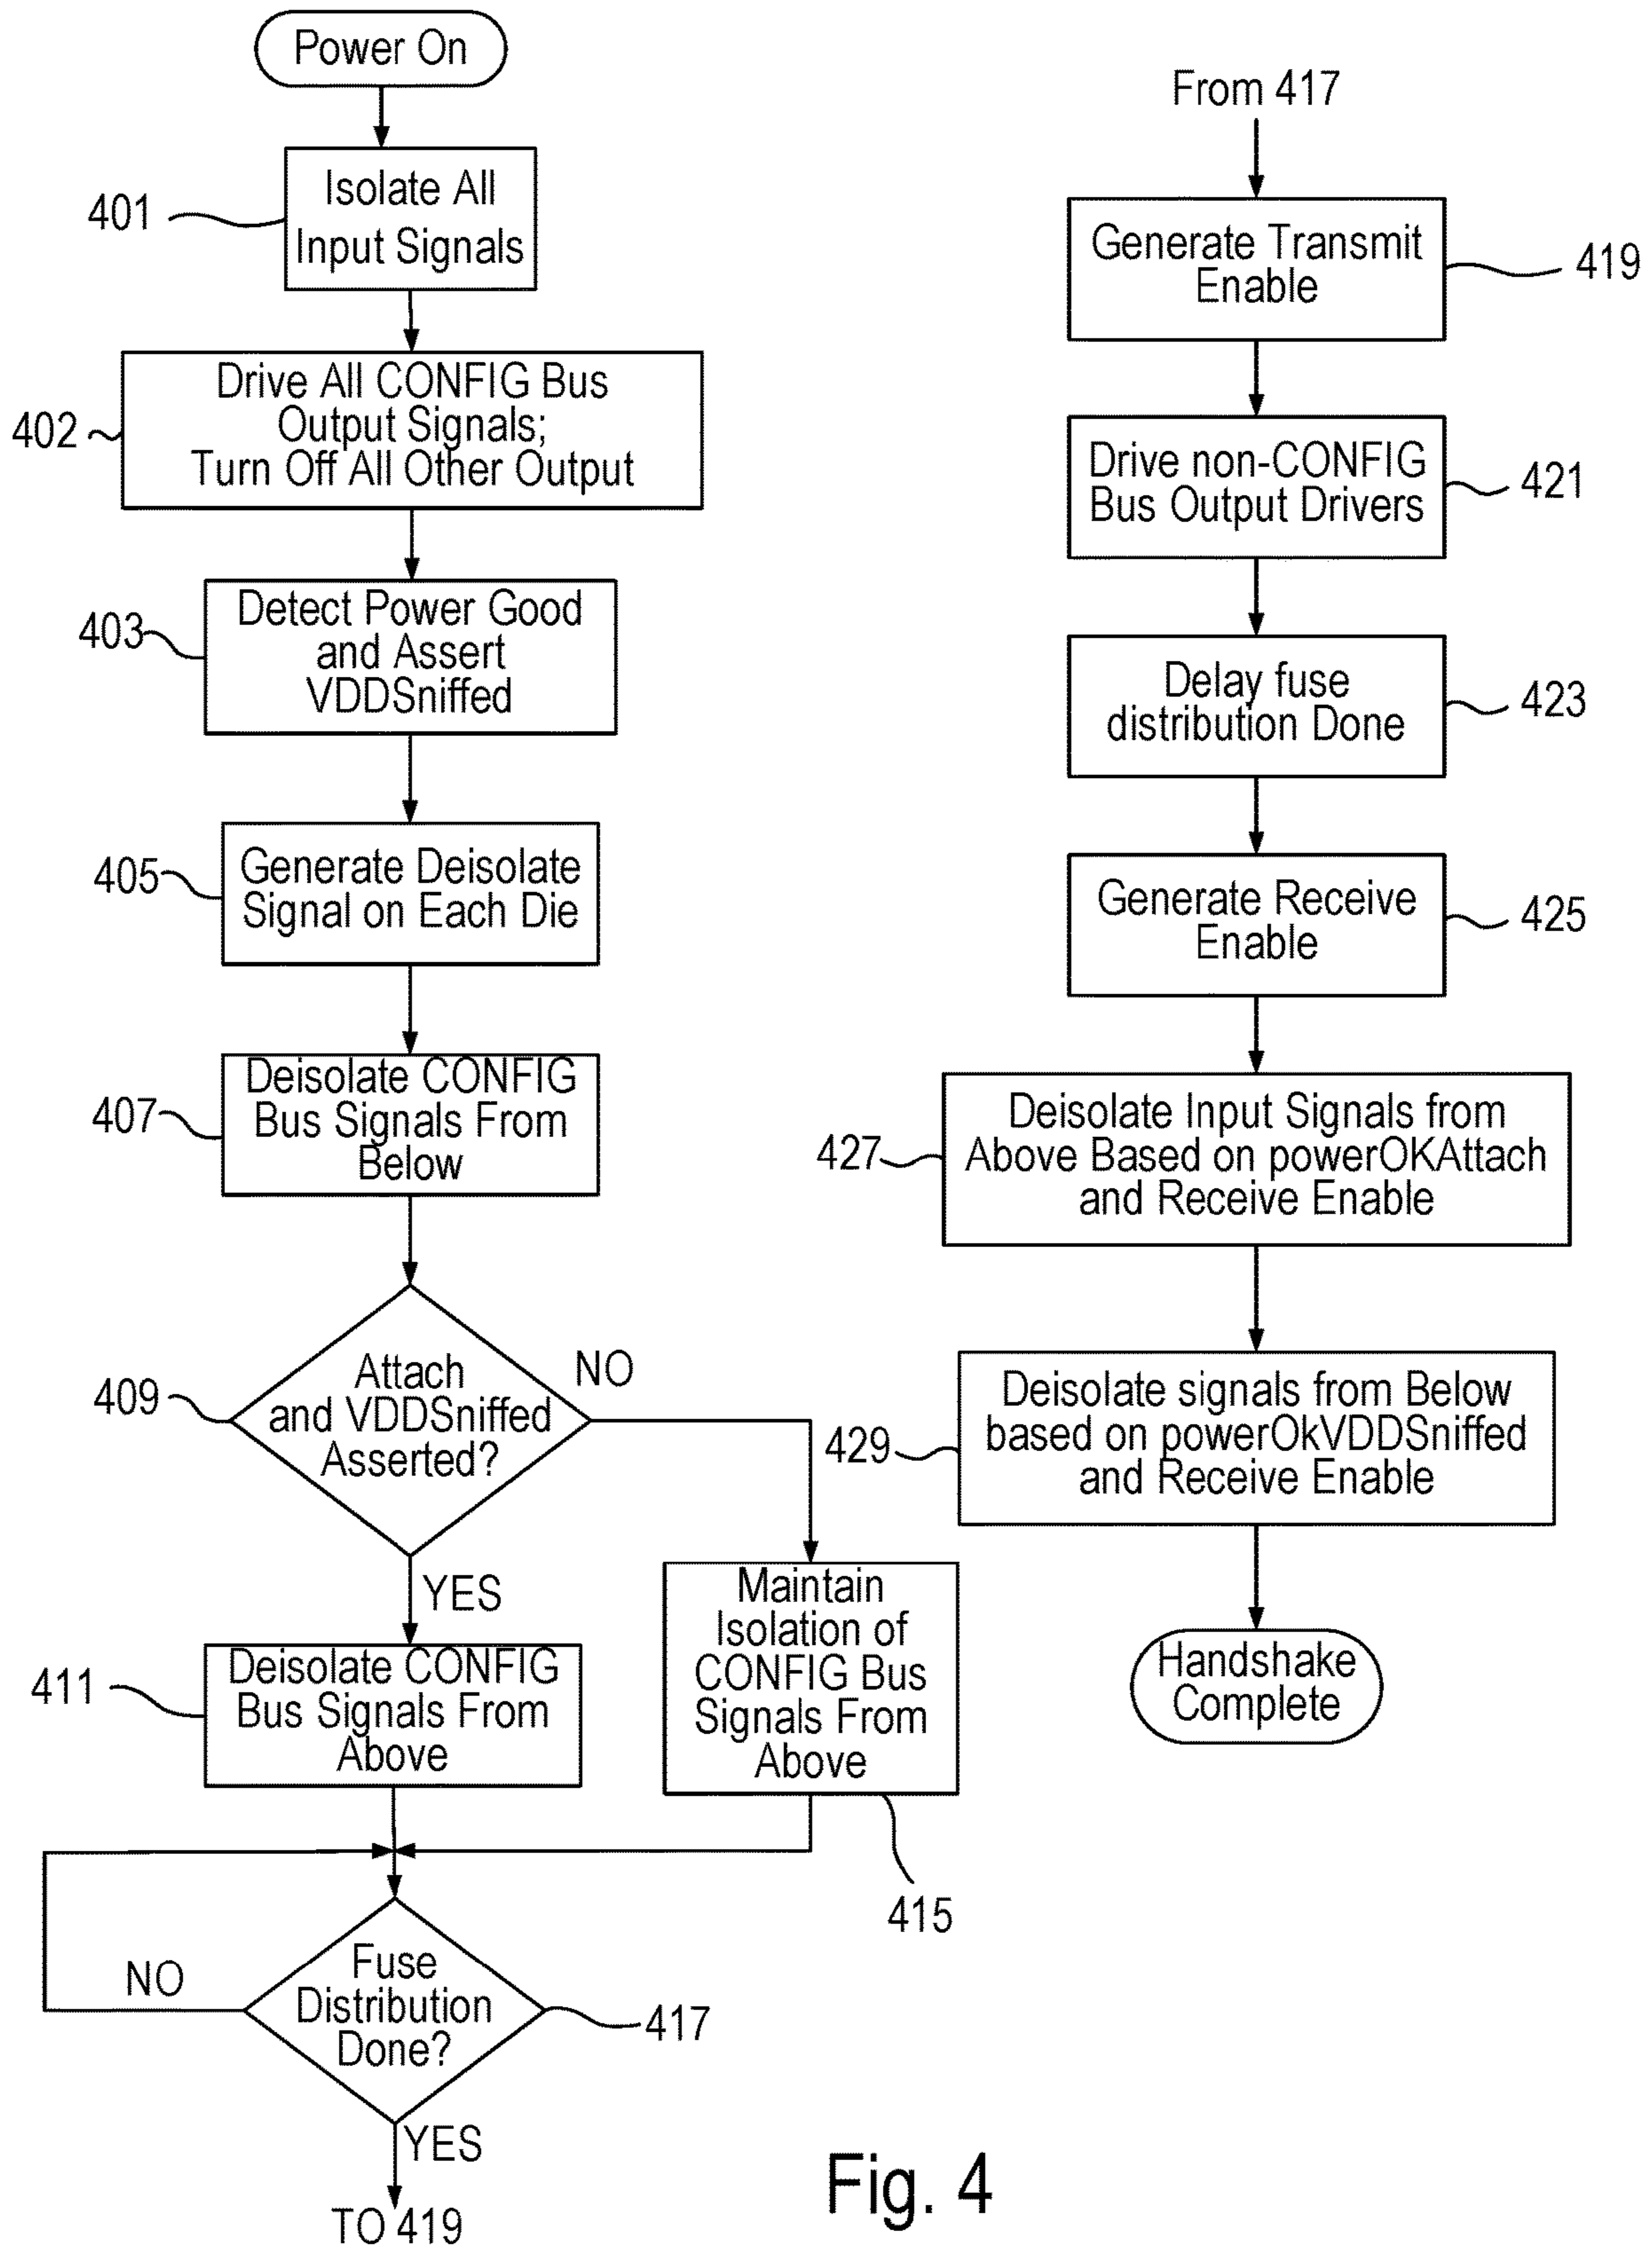 Power On
401
Isolate All
Input Signals
402
Drive All CONFIG Bus
Output Signals;
Turn Off All Other Output
403
Detect Power Good
and Assert
VDDSniffed
405
Generate Deisolate
Signal on Each Die
407
Deisolate CONFIG
Bus Signals From
Below
409
Attach
and VDDSniffed
Asserted?
NO
YES
411
Deisolate CONFIG
Bus Signals From
Above
Maintain
Isolation of
CONFIG Bus
Signals From
Above
415
NO
Fuse
Distribution
Done?
417
YES
TO 419
From 417
Generate Transmit
Enable
419
Drive non-CONFIG
Bus Output Drivers
421
Delay fuse
distribution Done
423
Generate Receive
Enable
425
427
Deisolate Input Signals from
Above Based on powerOKAttach
and Receive Enable
429
Deisolate signals from Below
based on powerOkVDDSniffed
and Receive Enable
Handshake
Complete
Fig. 4